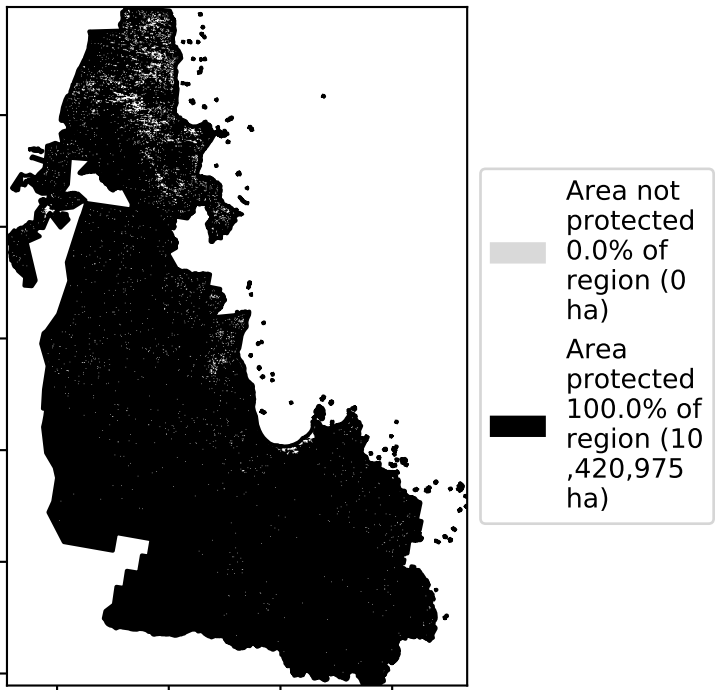 Area not
protected
0.0% of
region (0
ha)
Area
protected
100.0% of
region (10
,420,975
ha)